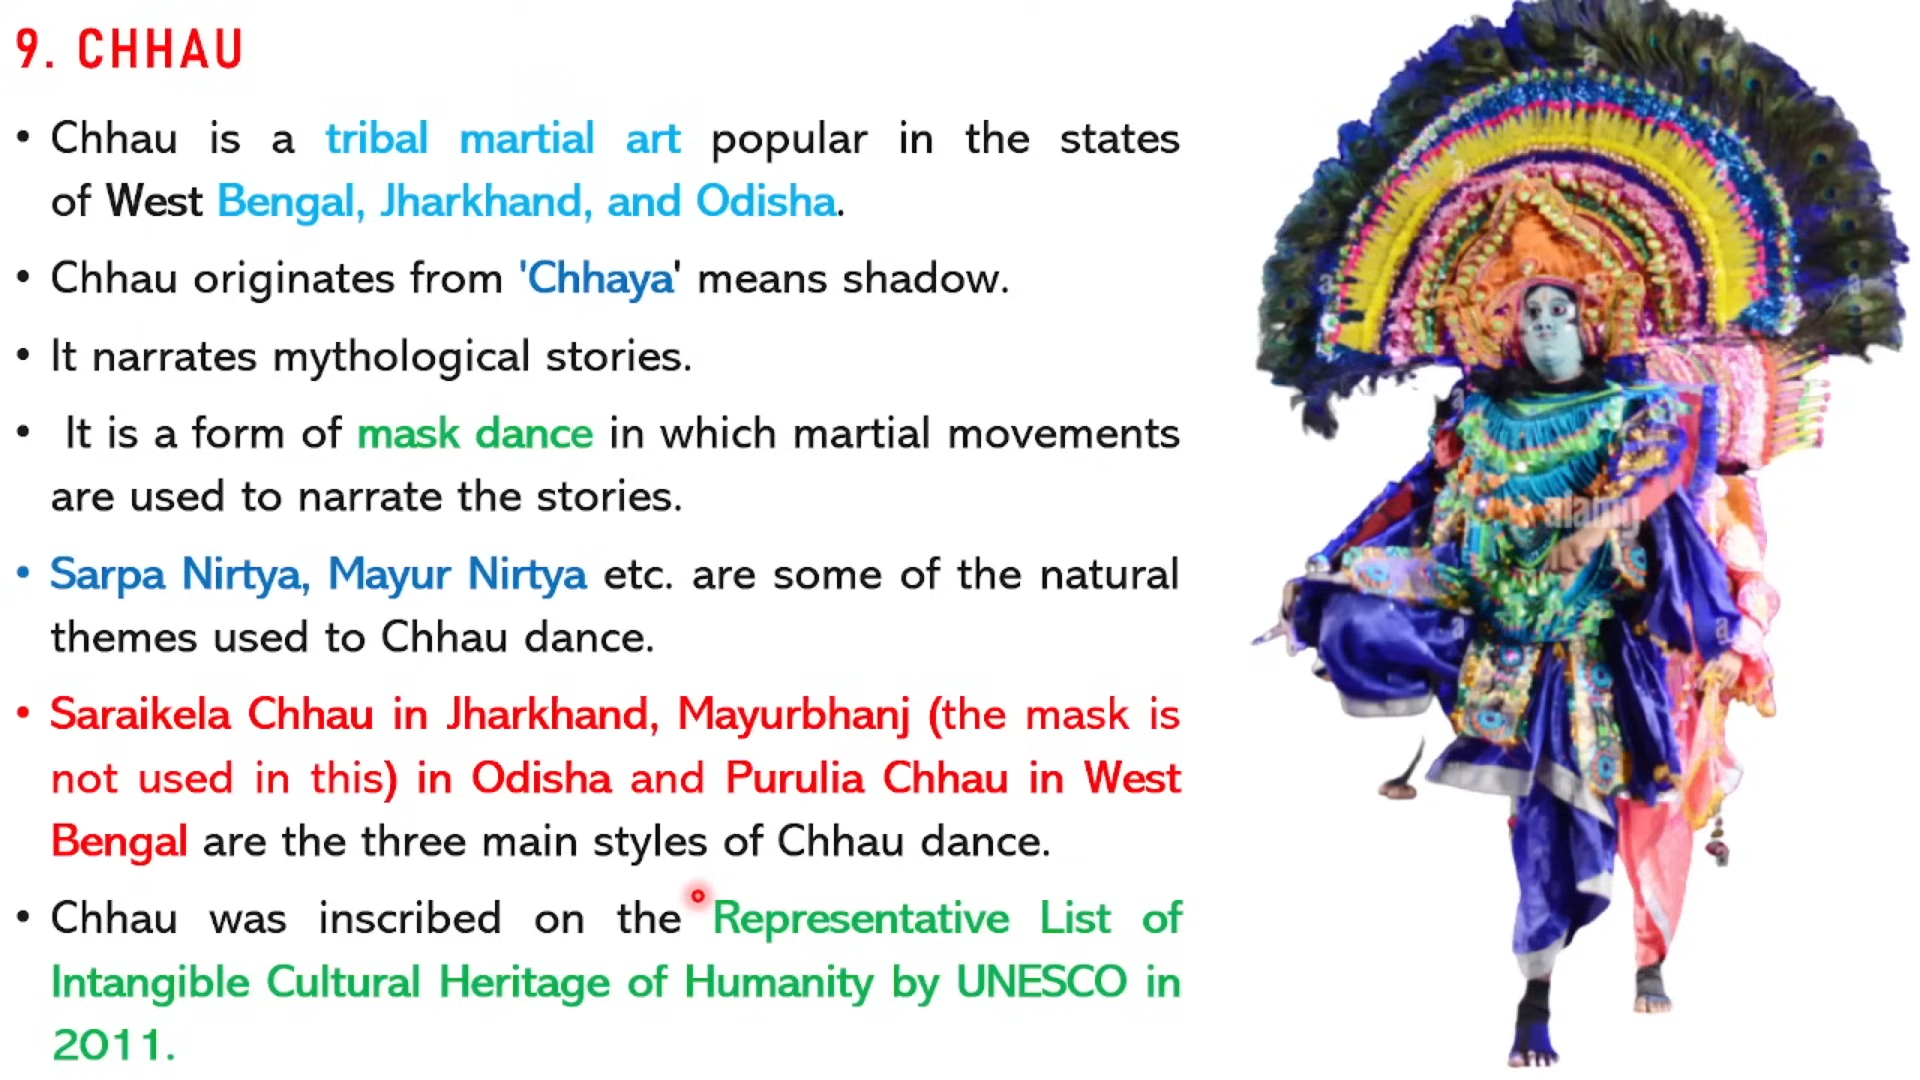 9. CHHAU
• Chhau is a tribal martial art popular in the states
of West Bengal, Jharkhand, and Odisha.
• Chhau originates from 'Chhaya' means shadow.
• It narrates mythological stories.
• It is a form of mask dance in which martial movements
are used to narrate the stories.
• Sarpa Nirtya, Mayur Nirtya etc. are some of the natural
themes used to Chhau dance.
• Saraikela Chhau in Jharkhand, Mayurbhanj (the mask is
not used in this) in Odisha and Purulia Chhau in West
Bengal are the three main styles of Chhau dance.
• Chhau was inscribed on the Representative List of
Intangible Cultural Heritage of Humanity by UNESCO in
2011.
alamy
a
a
a
a
a
a